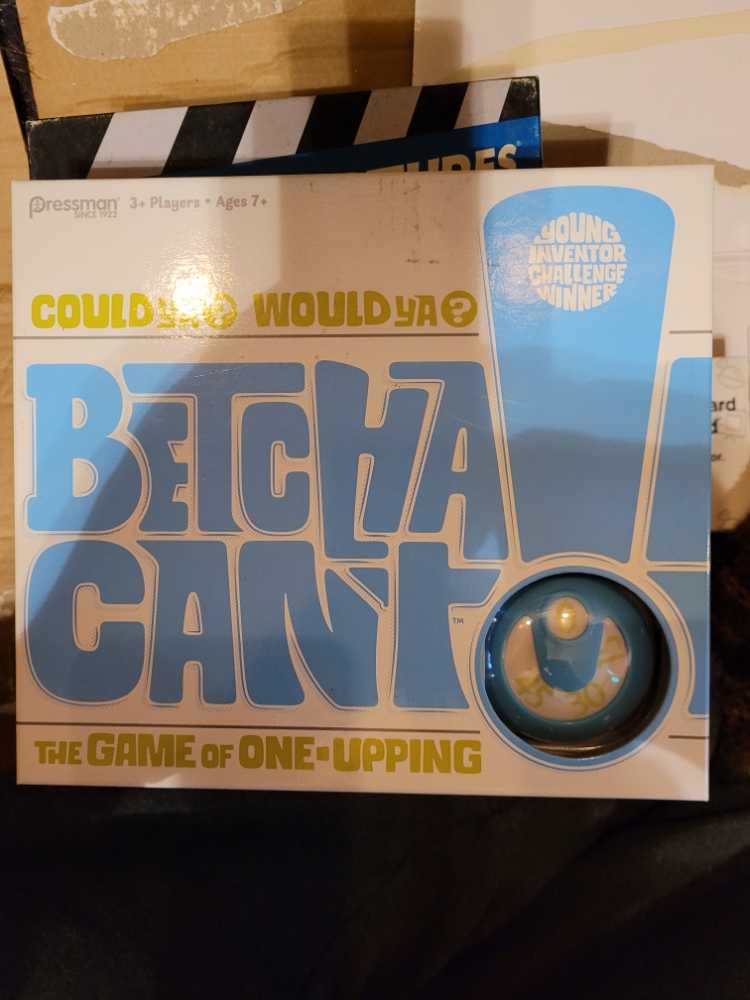 Pressman
SINCE 1922
3+ Players • Ages 7+
YOUNG
INVENTOR
CHALLENGE
WINNER
COULD YA? WOULD YA?
BETCHA
CAN'T!
TM
THE GAME OF ONE-UPPING
30